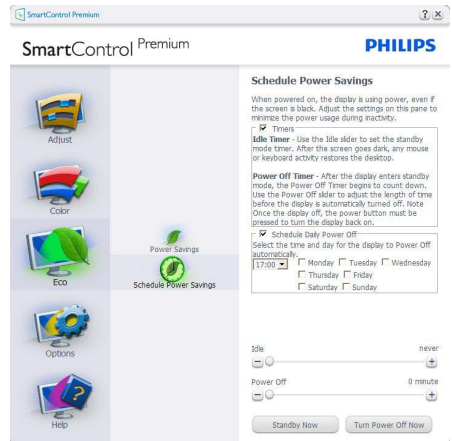 SmartControl Premium
SmartControl Premium
PHILIPS
Adjust
Color
Eco
Options
Help
Power Savings
Schedule Power Savings
Schedule Power Savings
When powered on, the display is using power, even if
the screen is black. Adjust the settings on this pane to
minimize the power usage during inactivity.
Timers
Idle Timer - Use the Idle slider to set the standby
mode timer. After the screen goes dark, any mouse
or keyboard activity restores the desktop.
Power Off Timer - After the display enters standby
mode, the Power Off Timer begins to count down.
Use the Power Off slider to adjust the length of time
before the display is automatically turned off. Note
Once the display off, the power button must be
pressed to turn the display back on.
Schedule Daily Power Off
Select the time and day for the display to Power Off
automatically.
17:00 Monday Tuesday Wednesday
Thursday Friday
Saturday Sunday
Idle never
Power Off 0 minute
Standby Now Turn Power Off Now